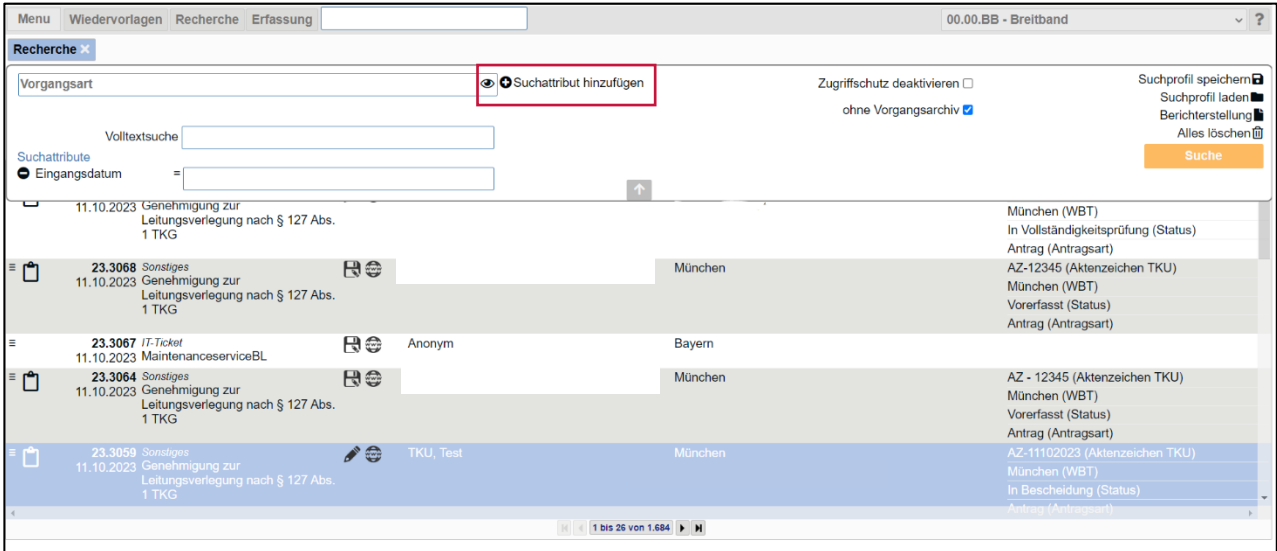 Menu Wiedervorlagen Recherche Erfassung 00.00.BB - Breitband ?
Recherche ×
Vorgangsart Suchattribut hinzufügen Zugriffschutz deaktivieren Suchprofil speichern
Suchprofil laden
ohne Vorgangsarchiv Berichterstellung
Volltextsuche Alles löschen
Suchattribute Suche
Eingangsdatum =
11.10.2023 Genehmigung zur
Leitungsverlegung nach § 127 Abs. München (WBT)
1 TKG In Vollständigkeitsprüfung (Status)
Antrag (Antragsart)
23.3068 Sonstiges München AZ-12345 (Aktenzeichen TKU)
11.10.2023 Genehmigung zur München (WBT)
Leitungsverlegung nach § 127 Abs. Vorerfasst (Status)
1 TKG
Antrag (Antragsart)
23.3067 IT-Ticket Anonym Bayern
11.10.2023 MaintenanceserviceBL
23.3064 Sonstiges München AZ - 12345 (Aktenzeichen TKU)
11.10.2023 Genehmigung zur München (WBT)
Leitungsverlegung nach § 127 Abs. Vorerfasst (Status)
1 TKG
Antrag (Antragsart)
23.3059 Sonstiges TKU, Test München AZ-11102023 (Aktenzeichen TKU)
11.10.2023 Genehmigung zur München (WBT)
Leitungsverlegung nach § 127 Abs. In Bescheidung (Status)
1 TKG
Antrag (Antragsart)
1 bis 26 von 1.684